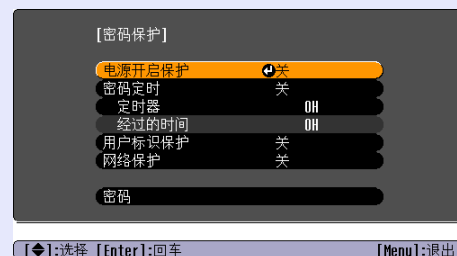 [密码保护]
电源开启保护 关
密码定时 关
定时器 0H
经过的时间 0H
用户标识保护 关
网络保护 关
密码
[◆]:选择 [Enter]:回车 [Menu]:退出